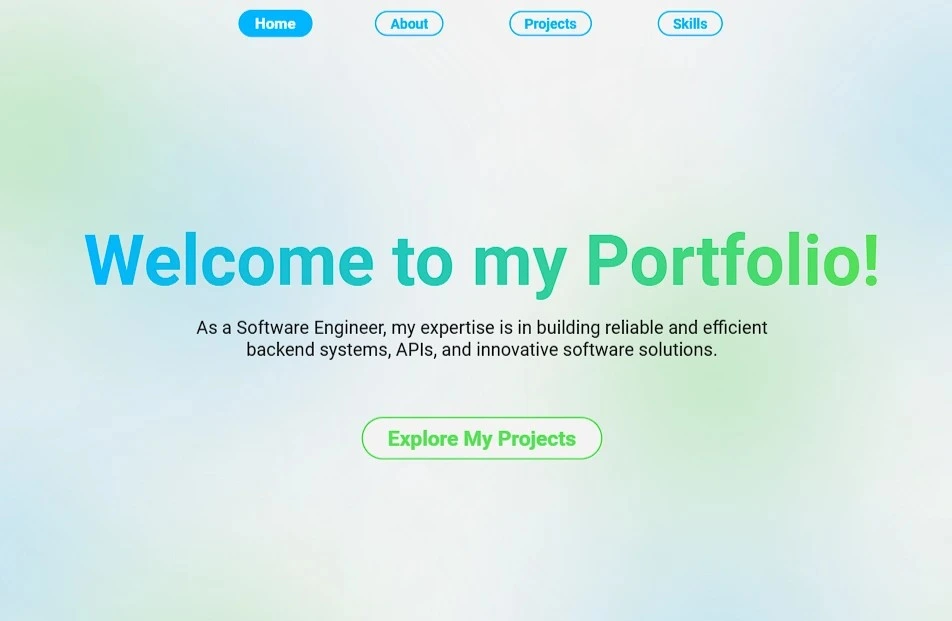 Home
About
Projects
Skills
Welcome to my Portfolio!
As a Software Engineer, my expertise is in building reliable and efficient
backend systems, APIs, and innovative software solutions.
Explore My Projects